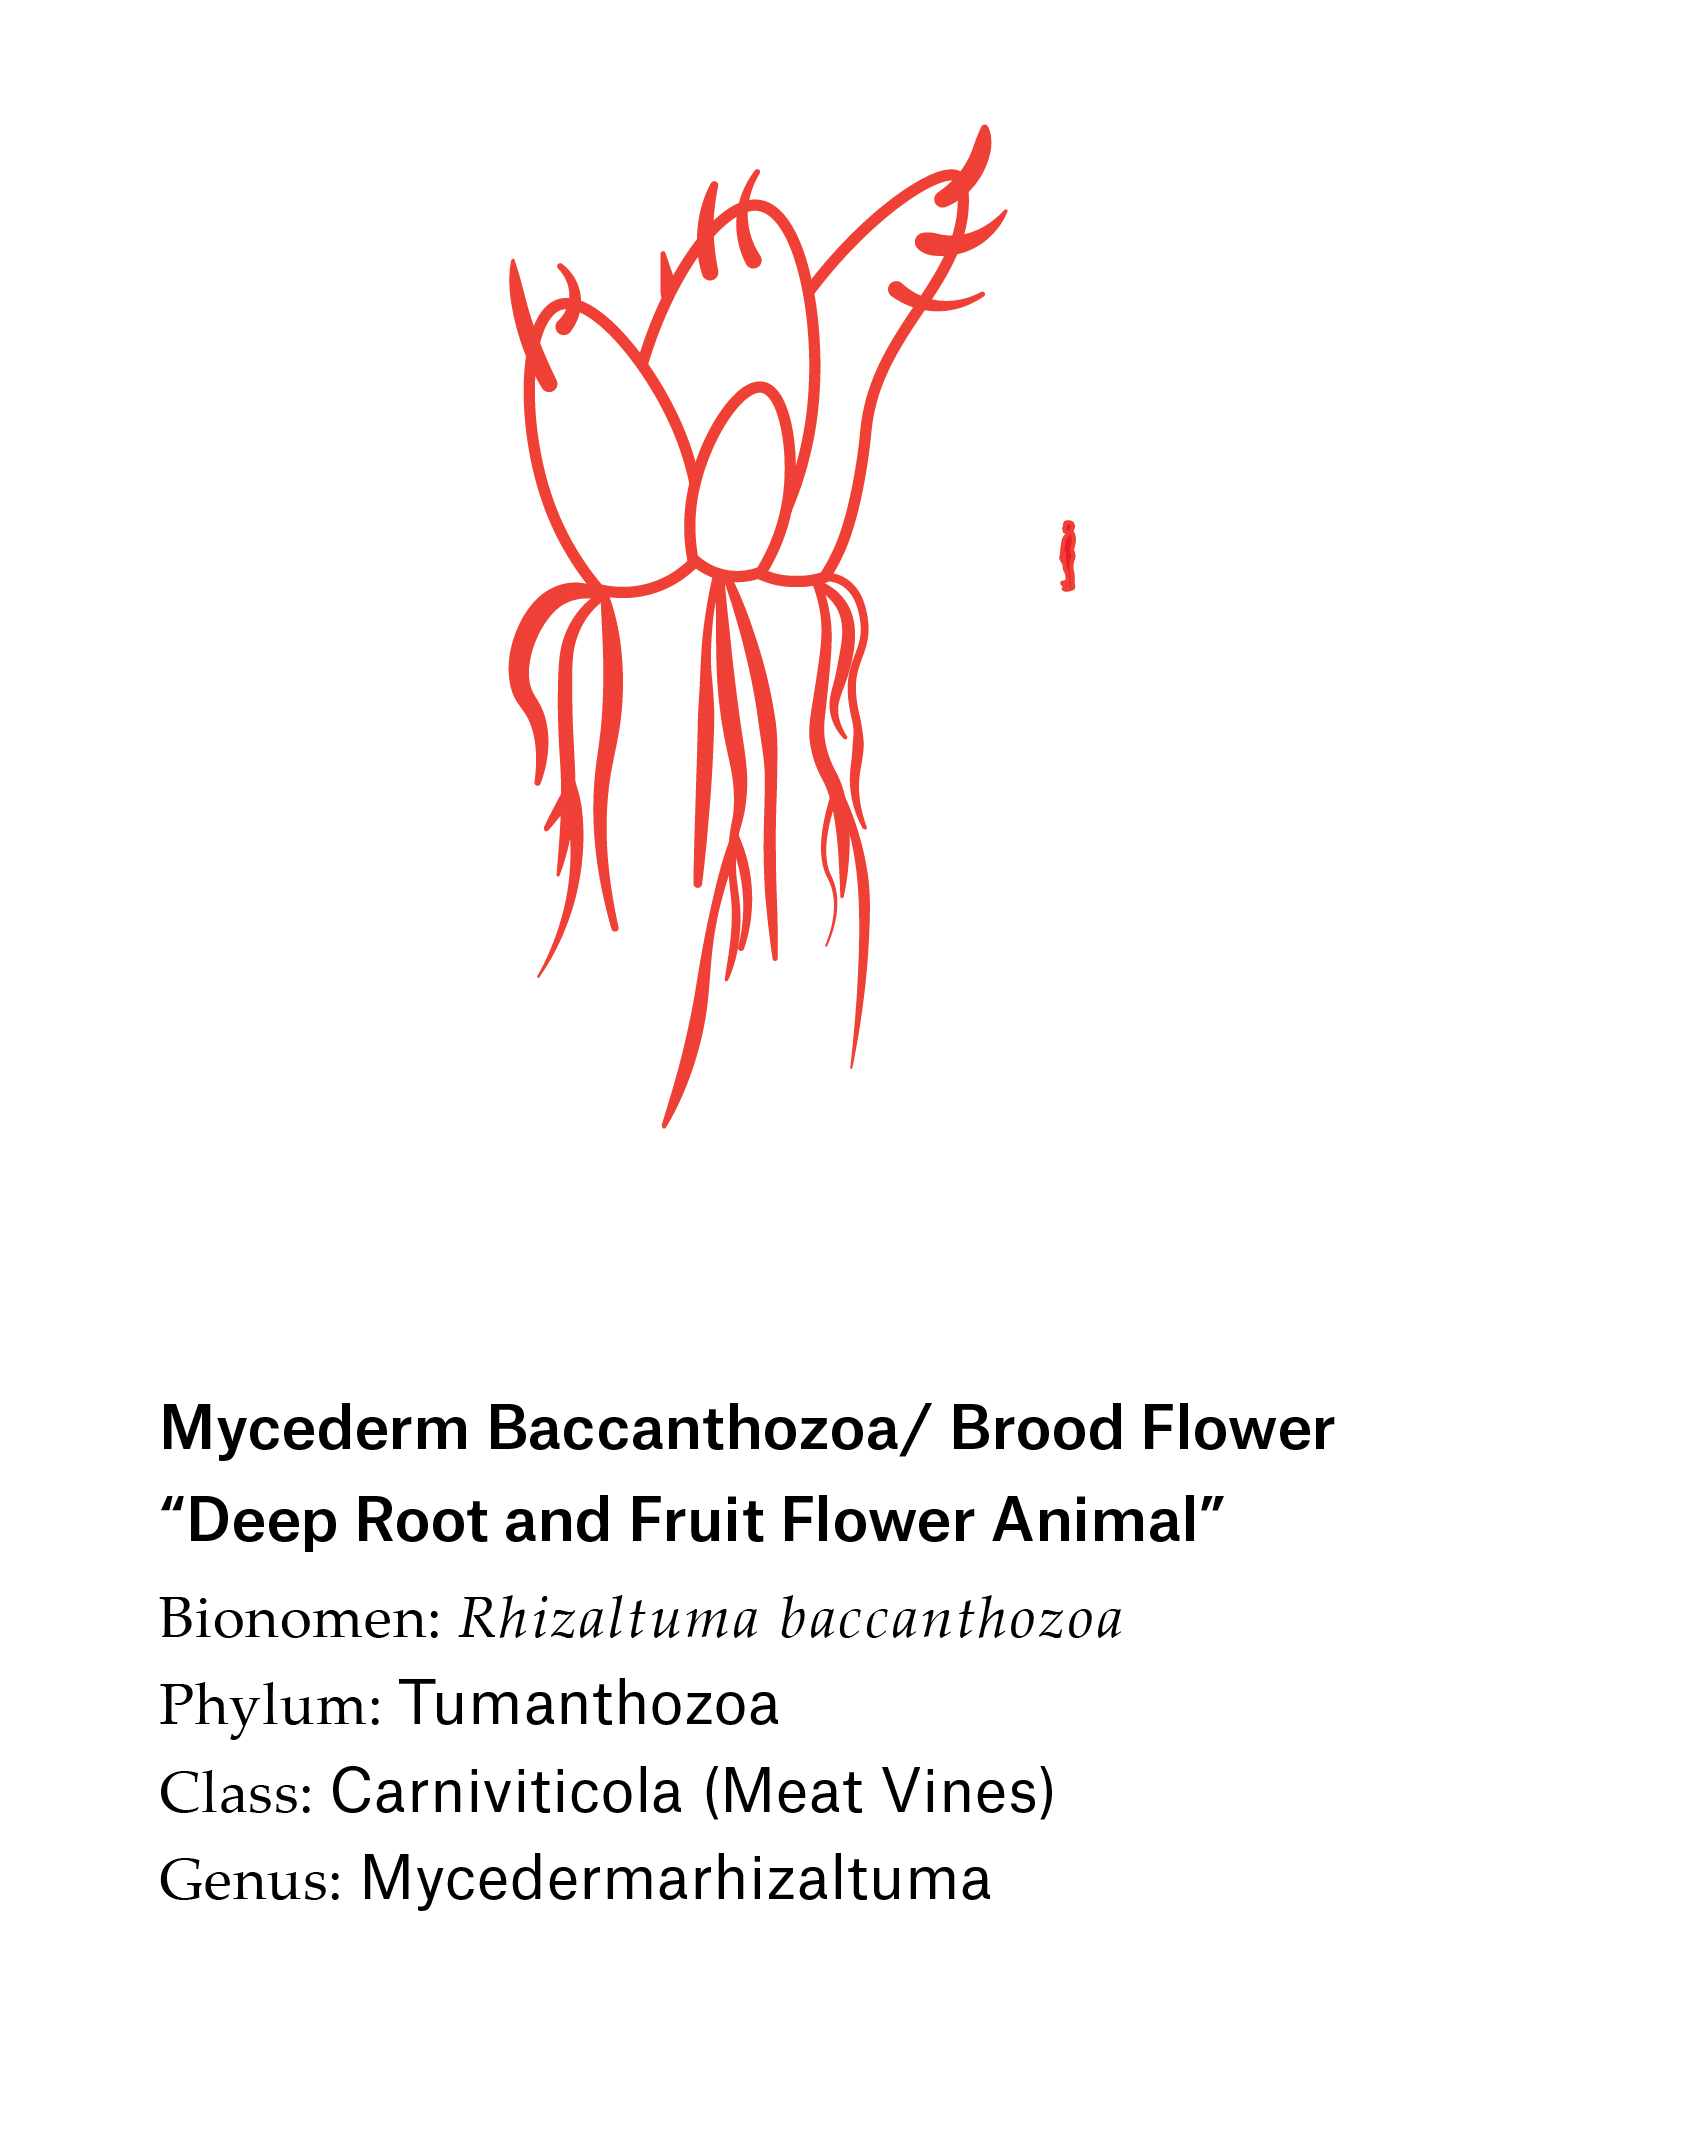 Mycederm Baccanthozoa/ Brood Flower
“Deep Root and Fruit Flower Animal”
Bionomen: Rhizaltuma baccanthozoa
Phylum: Tumanthozoa
Class: Carniviticola (Meat Vines)
Genus: Mycedermarhizaltuma